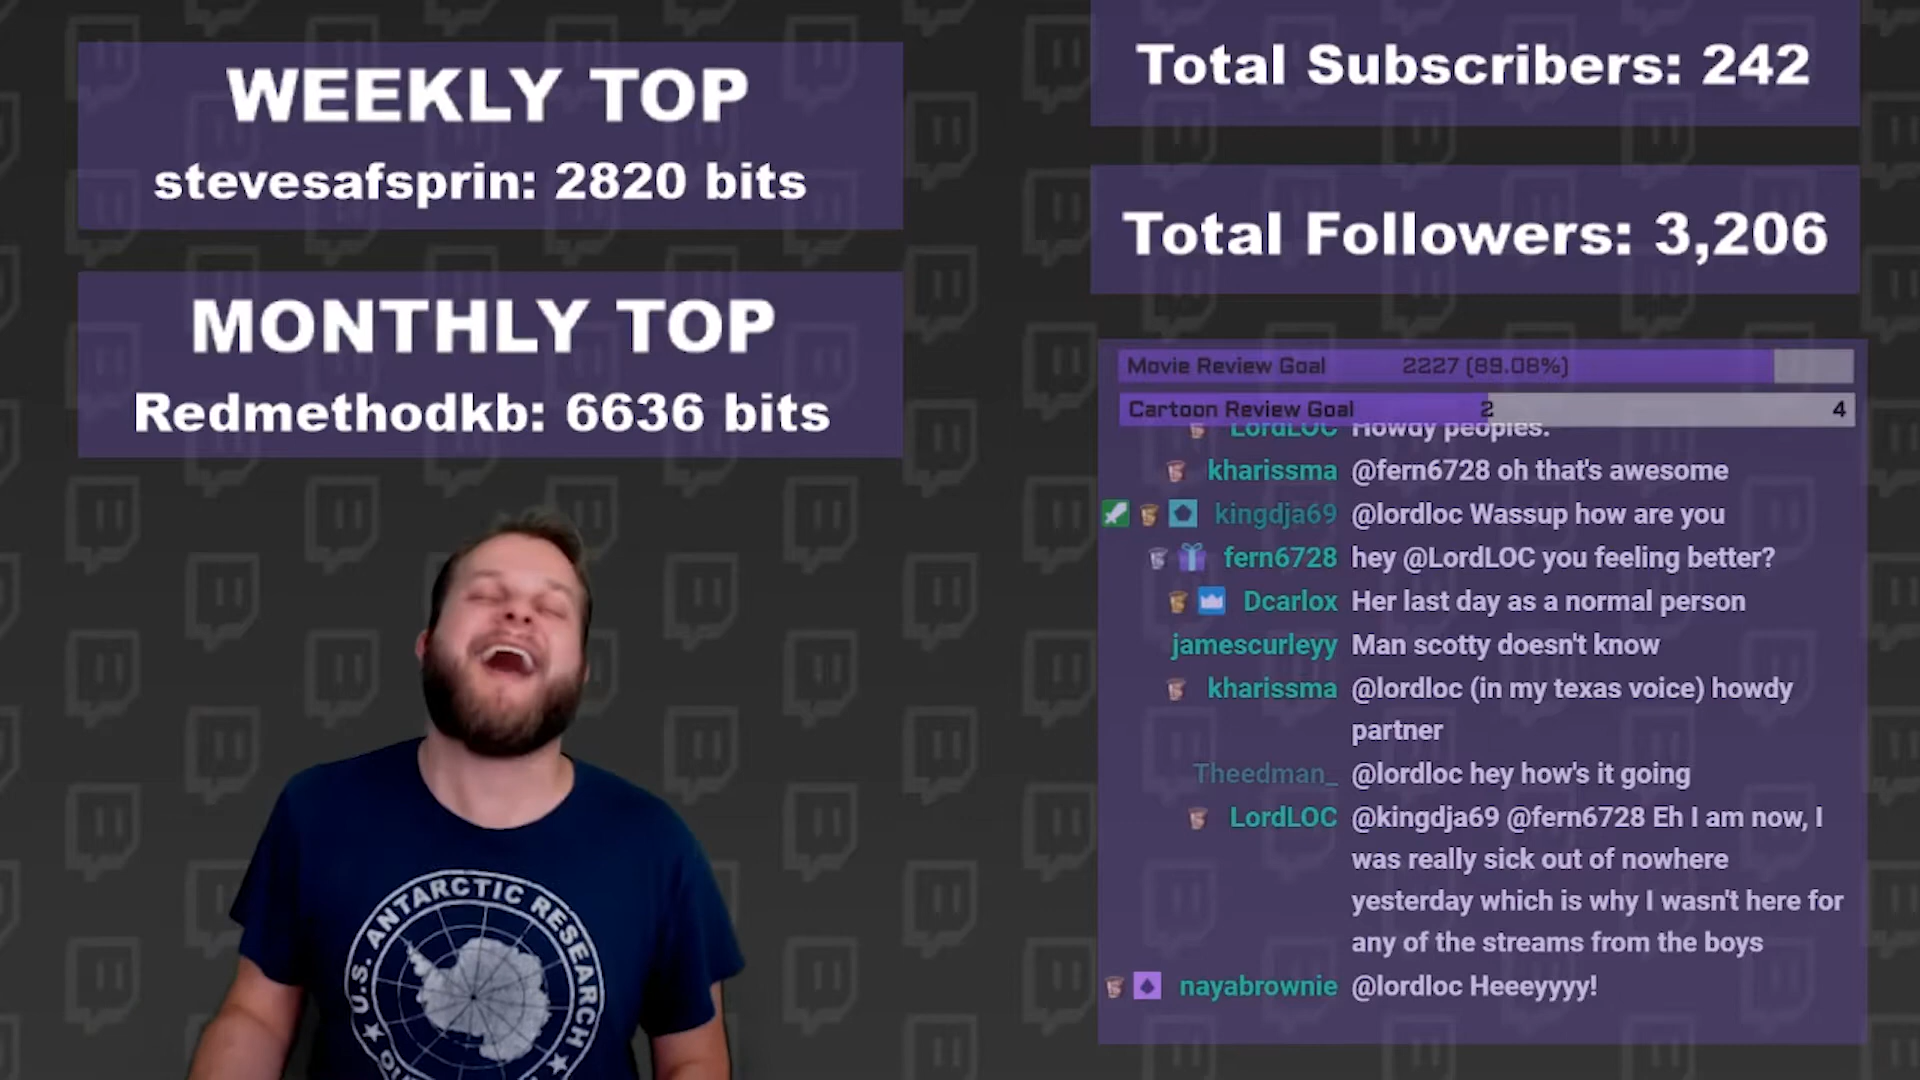 WEEKLY TOP
stevesafsprin: 2820 bits
MONTHLY TOP
Redmethodkb: 6636 bits
Total Subscribers: 242
Total Followers: 3,206
Movie Review Goal 2227 (89.08%)
Cartoon Review Goal 2 4
LordLOC Howdy peoples.
kharissma @fern6728 oh that's awesome
kingdja69 @lordloc Wassup how are you
fern6728 hey @LordLOC you feeling better?
Dcarlox Her last day as a normal person
jamescurleyy Man scotty doesn't know
kharissma @lordloc (in my texas voice) howdy
partner
Theedman_ @lordloc hey how's it going
LordLOC @kingdja69 @fern6728 Eh I am now, I
was really sick out of nowhere
yesterday which is why I wasn't here for
any of the streams from the boys
nayabrownie @lordloc Heeeyyyy!
U.S. ANTARCTIC RESEARCH